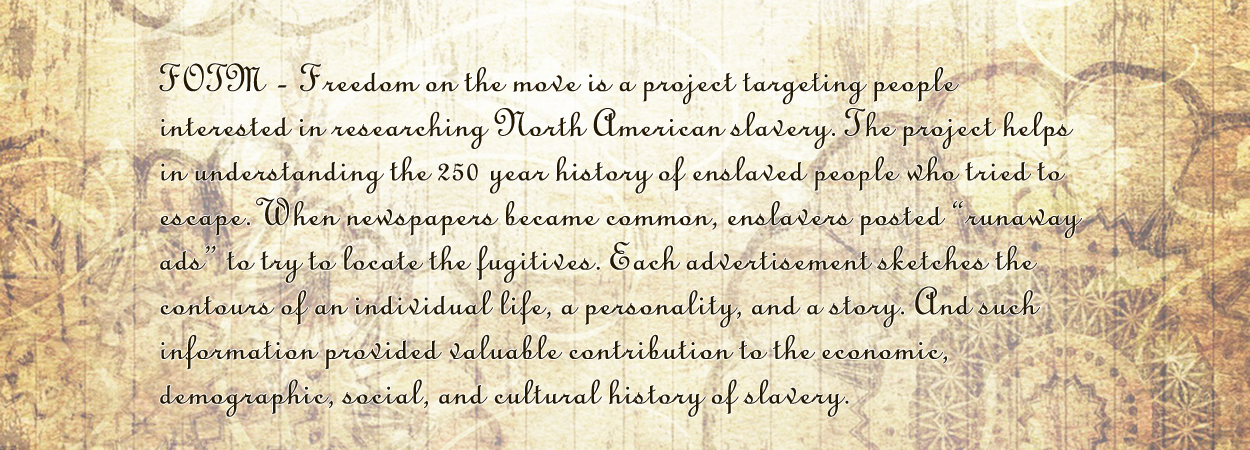 FOTM - Freedom on the move is a project targeting people
interested in researching North American slavery. The project helps
in understanding the 250 year history of enslaved people who tried to
escape. When newspapers became common, enslavers posted “runaway
ads” to try to locate the fugitives. Each advertisement sketches the
contours of an individual life, a personality, and a story. And such
information provided valuable contribution to the economic,
demographic, social, and cultural history of slavery.